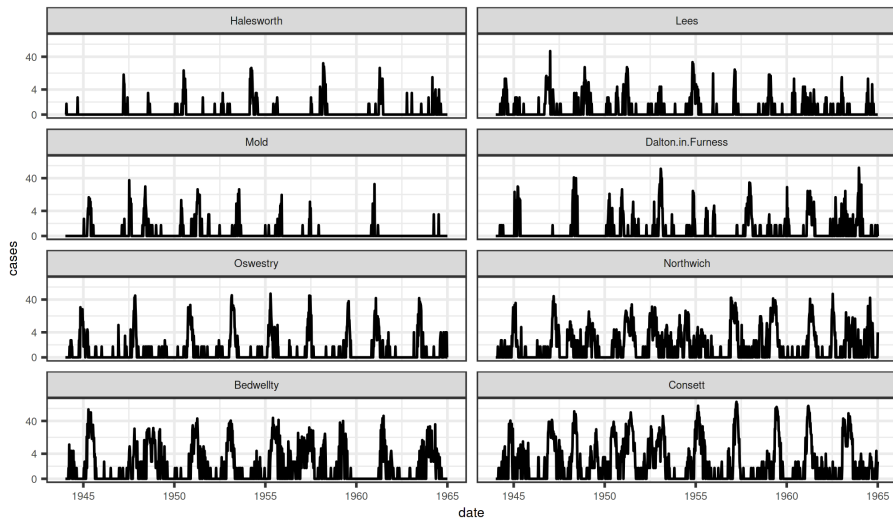 Halesworth Lees
40
4
0
Mold Dalton.in.Furness
40
4
0
cases
Oswestry Northwich
40
4
0
Bedwellty Consett
40
4
0
1945 1950 1955 1960 1965 1945 1950 1955 1960 1965
date